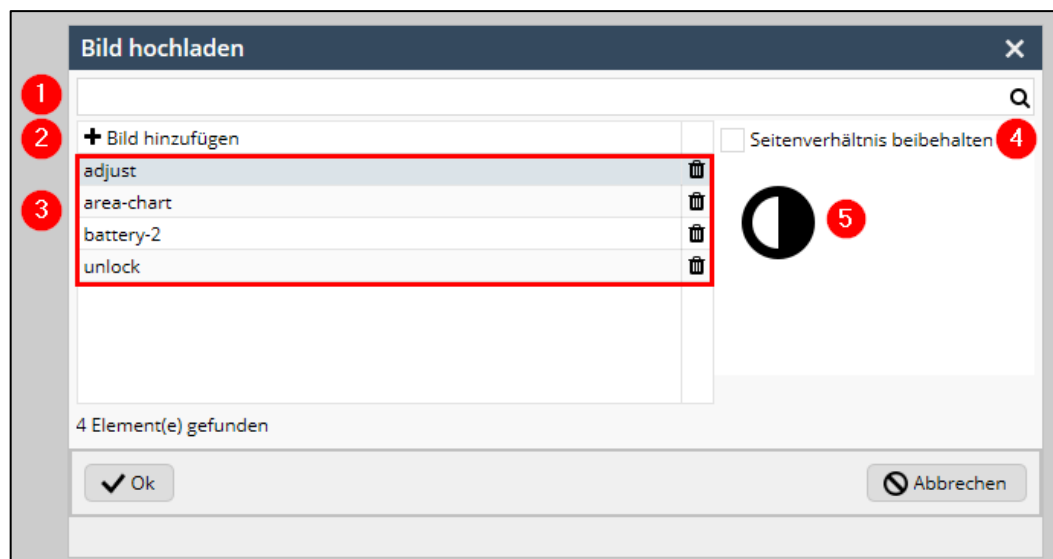 Bild hochladen
1
2 Bild hinzufügen
Seitenverhältnis beibehalten 4
adjust
3 area-chart
5
battery-2
unlock
4 Element(e) gefunden
Ok
Abbrechen